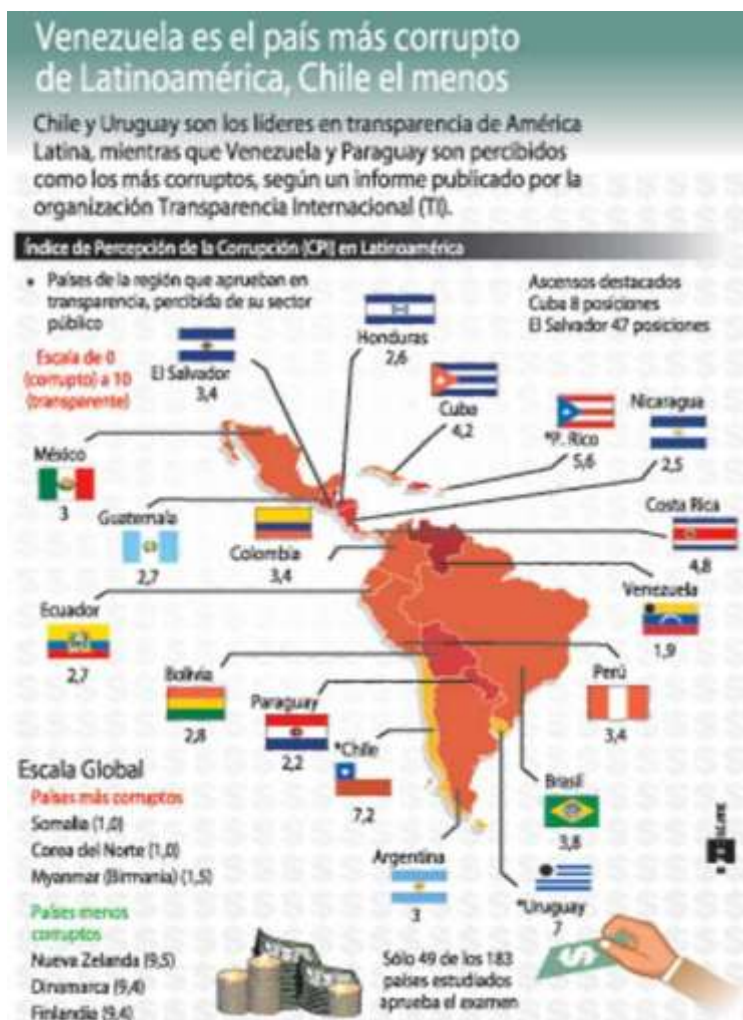 Venezuela es el país más corrupto
de Latinoamérica, Chile el menos
Chile y Uruguay son los líderes en transparencia de América
Latina, mientras que Venezuela y Paraguay son percibidos
como los más corruptos, según un informe publicado por la
organización Transparencia Internacional (TI).
Índice de Percepción de la Corrupción (CPI) en Latinoamérica
* Países de la región que aprueban en
transparencia, percibida de su sector
público
Ascensos destacados
Cuba 8 posiciones
El Salvador 47 posiciones
Escala de 0
(corrupto) a 10
(transparente)
El Salvador
3,4
Honduras
2,6
Cuba
4,2
*P. Rico
5,6
Nicaragua
2,5
México
3
Guatemala
2,7
Colombia
3,4
Costa Rica
4,8
Venezuela
1,9
Ecuador
2,7
Bolivia
2,8
Paraguay
2,2
*Chile
7,2
Perú
3,4
Brasil
3,8
Argentina
3
*Uruguay
7
Escala Global
Países más corruptos
Somalia (1,0)
Corea del Norte (1,0)
Myanmar (Birmania) (1,5)
Países menos
corruptos
Nueva Zelanda (9,5)
Dinamarca (9,4)
Finlandia (9,4)
Sólo 49 de los 183
países estudiados
aprueba el examen